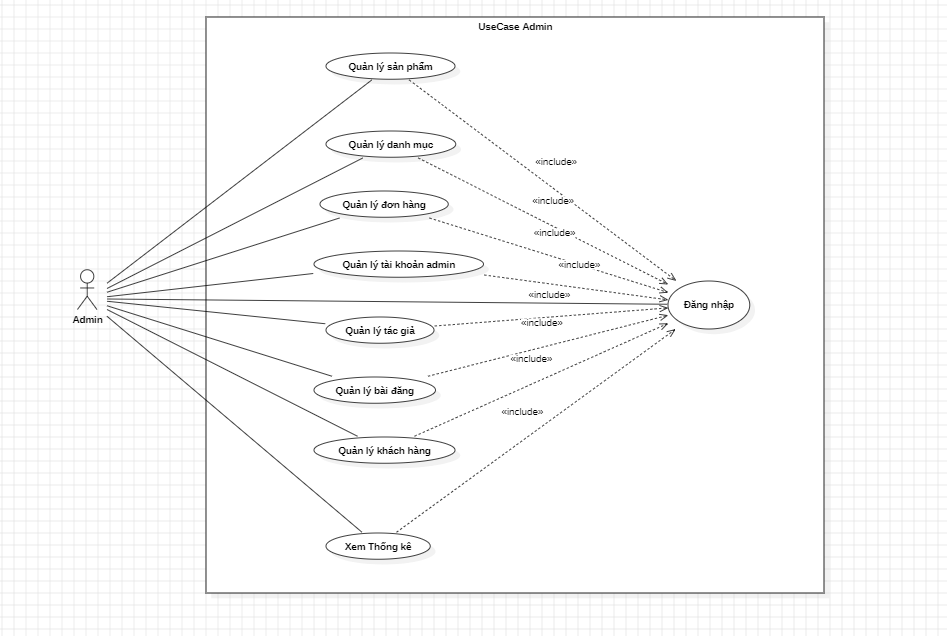 UseCase Admin
Quản lý sản phẩm
«include»
Quản lý danh mục
«include»
Quản lý đơn hàng
«include»
Quản lý tài khoản admin
«include»
Admin
«include»
Đăng nhập
Quản lý tác giả
«include»
Quản lý bài đăng
«include»
Quản lý khách hàng
«include»
Xem Thống kê